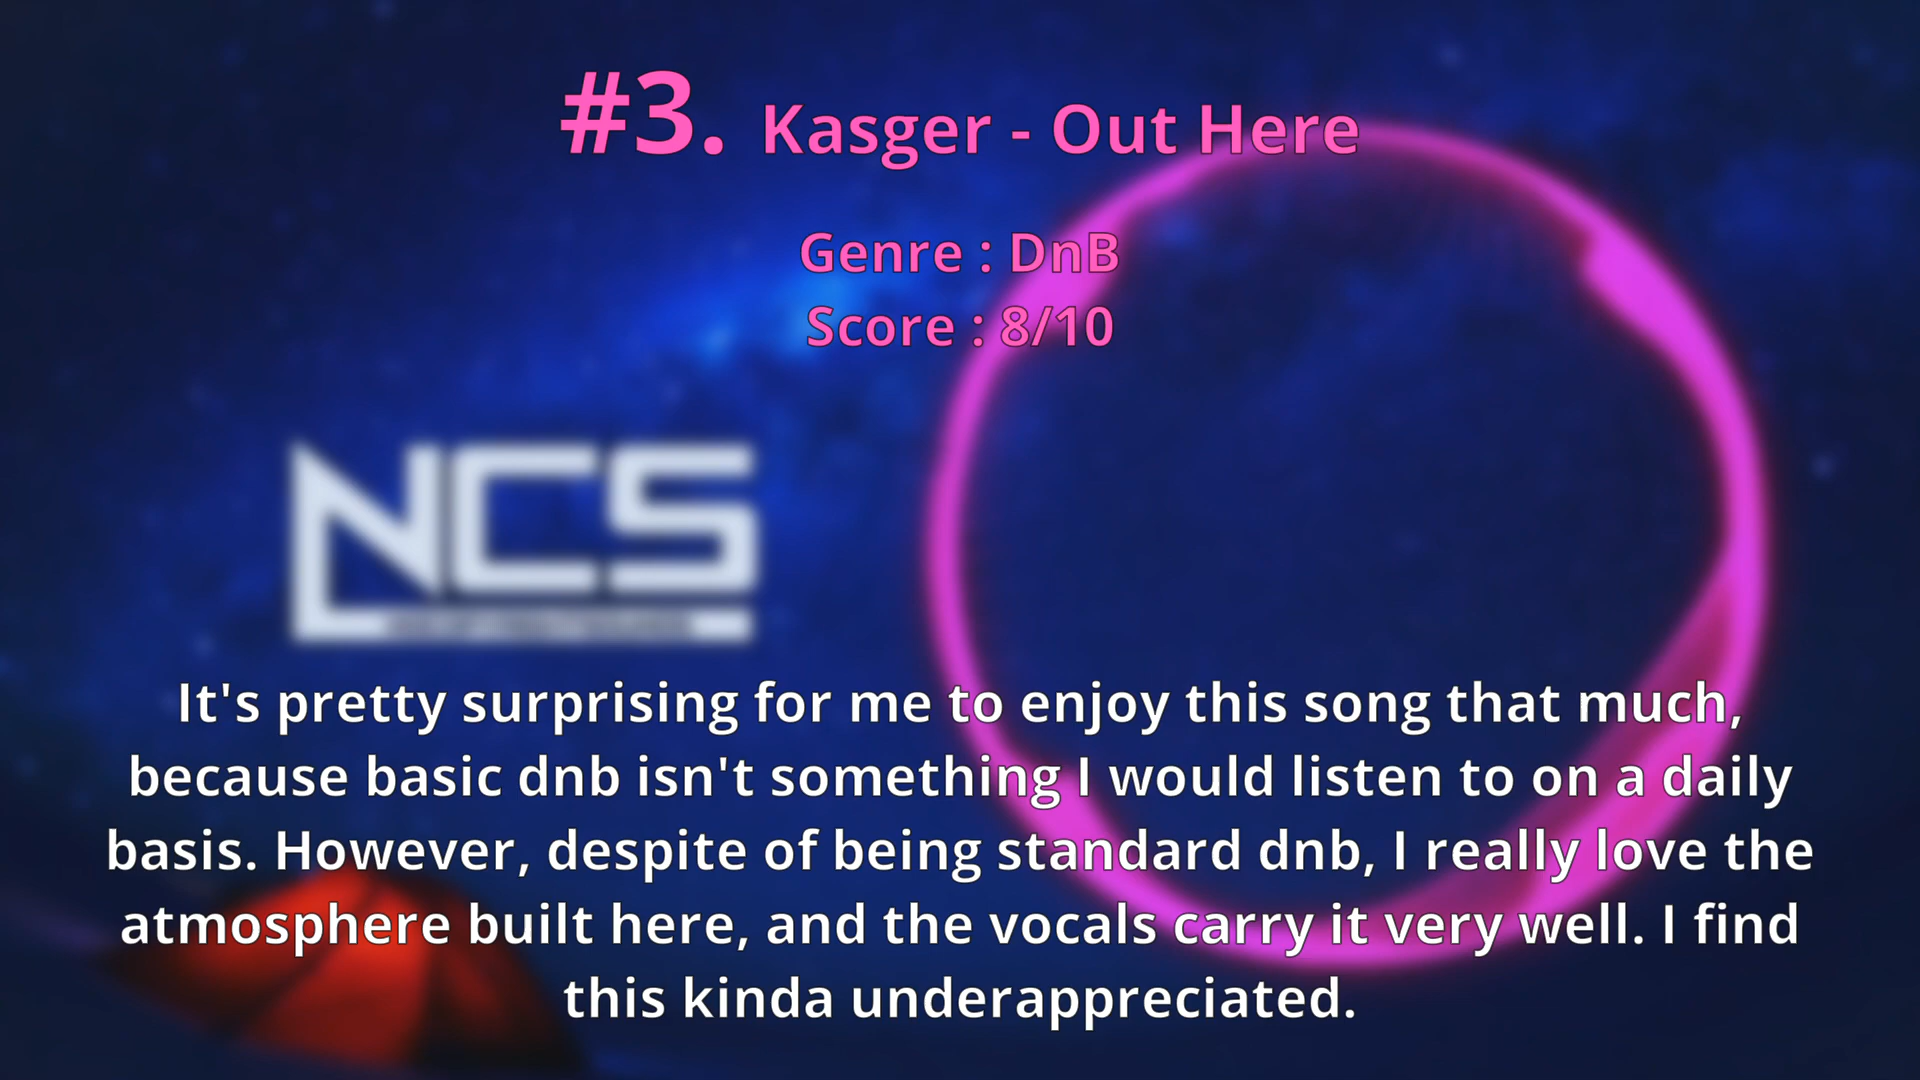 #3. Kasger - Out Here
Genre : DnB
Score : 8/10
NCS
It's pretty surprising for me to enjoy this song that much,
because basic dnb isn't something I would listen to on a daily
basis. However, despite of being standard dnb, I really love the
atmosphere built here, and the vocals carry it very well. I find
this kinda underappreciated.